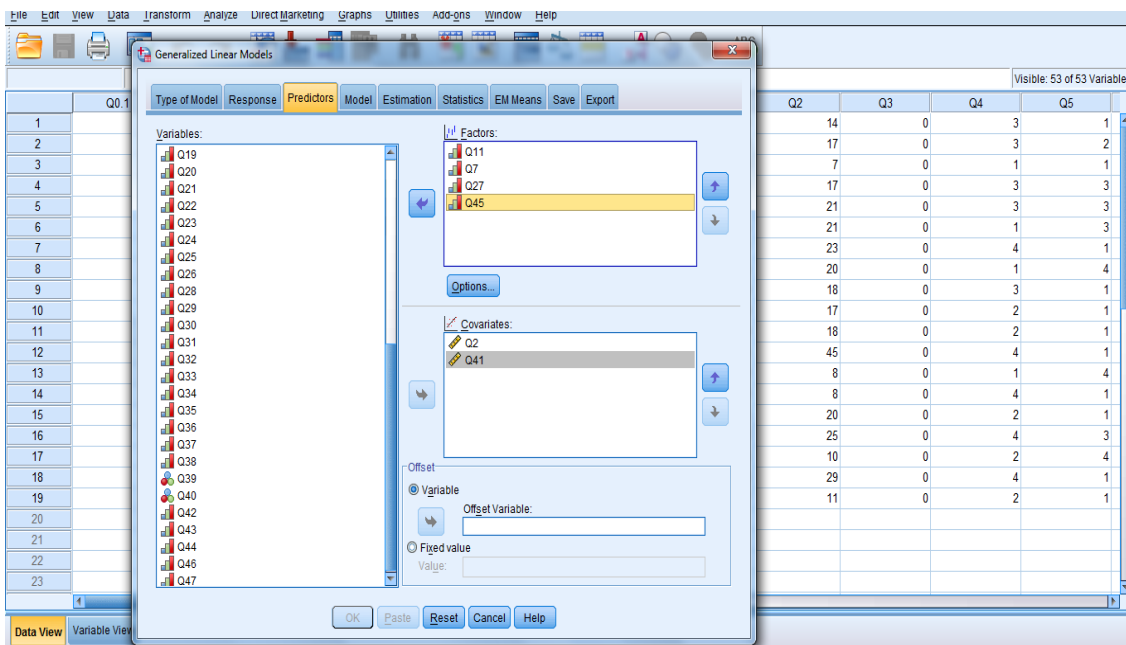 File Edit View Data Transform Analyze Direct Marketing Graphs Utilities Add-ons Window Help
Generalized Linear Models
Visible: 53 of 53 Variable
Type of Model Response Predictors Model Estimation Statistics EM Means Save Export
Q0.1 Q2 Q3 Q4 Q5
Variables:
Q19
Q20
Q21
Q22
Q23
Q24
Q25
Q26
Q28
Q29
Q30
Q31
Q32
Q33
Q34
Q35
Q36
Q37
Q38
Q39
Q40
Q42
Q43
Q44
Q46
Q47
Factors:
Q11
Q7
Q27
Q45
Options...
Covariates:
Q2
Q41
Offset
Variable
Offset Variable:
Fixed value
Value:
OK Paste Reset Cancel Help
1 14 0 3 1
2 17 0 3 2
3 7 0 1 1
4 17 0 3 3
5 21 0 3 3
6 21 0 1 3
7 23 0 4 1
8 20 0 1 4
9 18 0 3 1
10 17 0 2 1
11 18 0 2 1
12 45 0 4 1
13 8 0 1 4
14 8 0 4 1
15 20 0 2 1
16 25 0 4 3
17 10 0 2 4
18 29 0 4 1
19 11 0 2 1
20
21
22
23
Data View Variable View